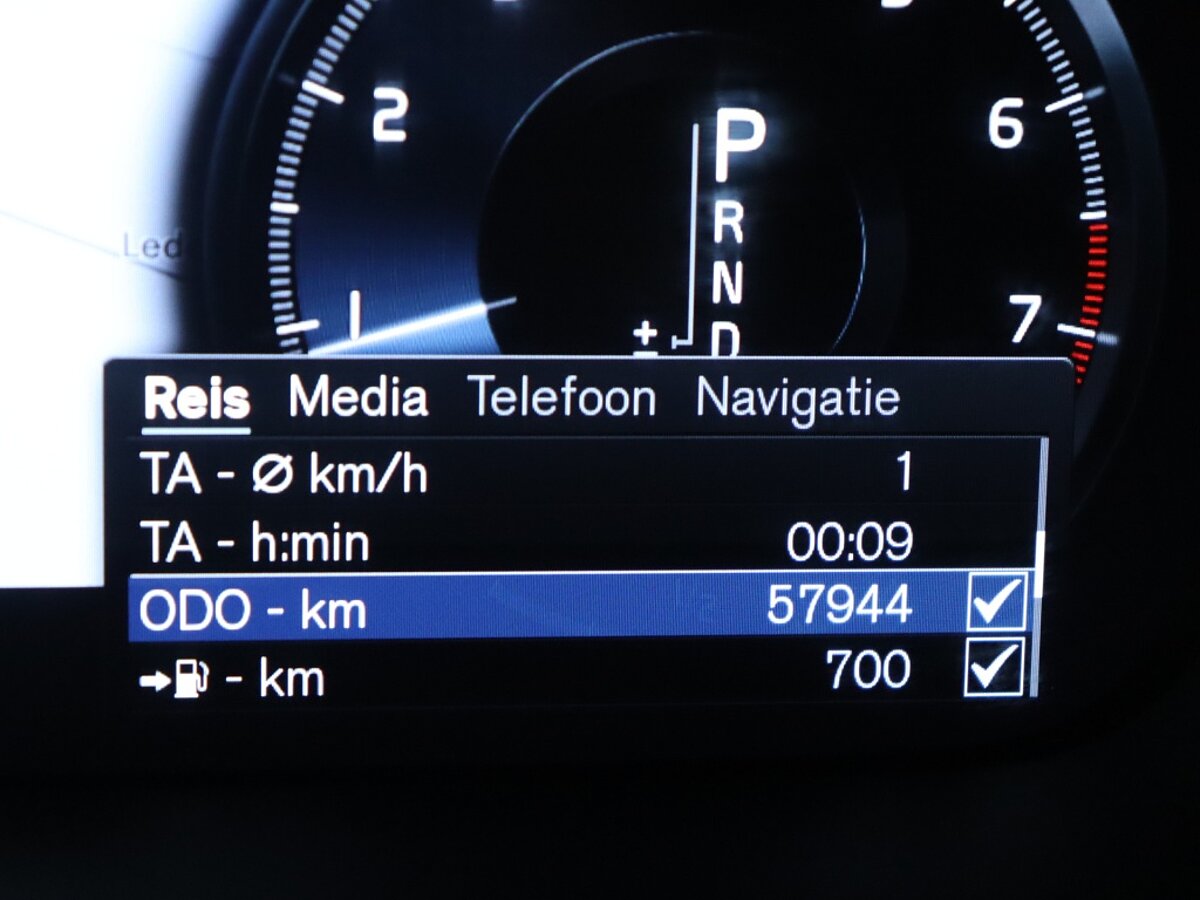 2
6
P
R
N
D
±
Led
1
7
Reis Media Telefoon Navigatie
TA - Ø km/h 1
TA - h:min 00:09
ODO - km 57944
- km 700